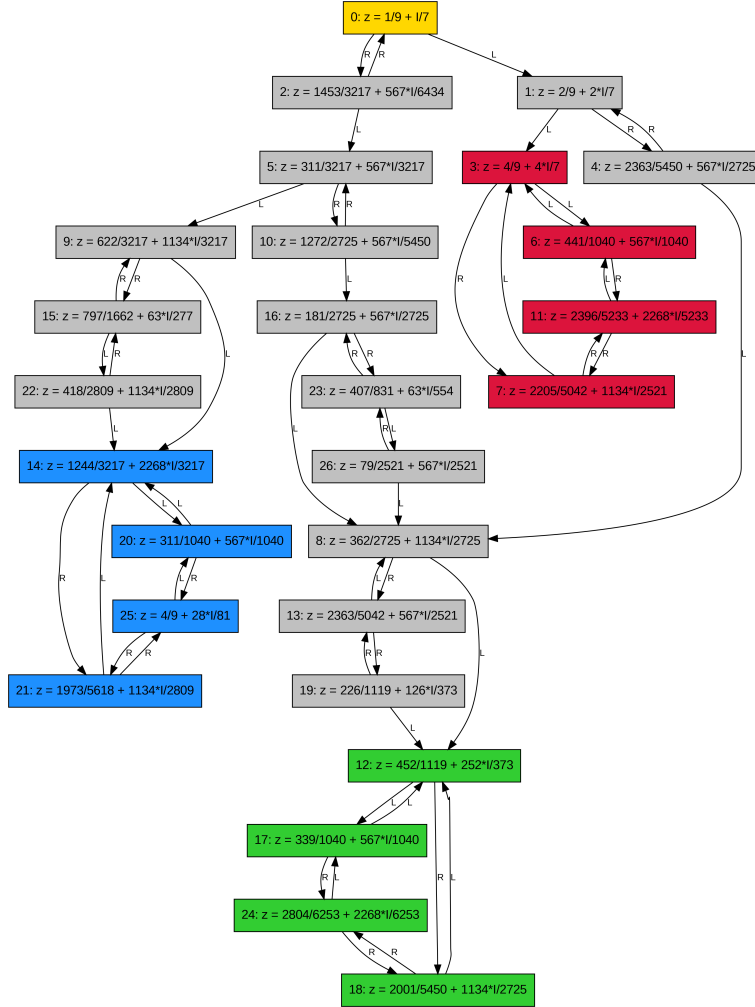 0: z = 1/9 + I/7
R
R
L
2: z = 1453/3217 + 567*I/6434
1: z = 2/9 + 2*I/7
L
L
R
R
5: z = 311/3217 + 567*I/3217
3: z = 4/9 + 4*I/7
4: z = 2363/5450 + 567*I/2725
L
R
R
L
L
9: z = 622/3217 + 1134*I/3217
10: z = 1272/2725 + 567*I/5450
6: z = 441/1040 + 567*I/1040
R
R
L
R
L
L
R
15: z = 797/1662 + 63*I/277
16: z = 181/2725 + 567*I/2725
11: z = 2396/5233 + 2268*I/5233
L
R
L
R
R
R
R
L
22: z = 418/2809 + 1134*I/2809
23: z = 407/831 + 63*I/554
7: z = 2205/5042 + 1134*I/2521
L
L
R
L
14: z = 1244/3217 + 2268*I/3217
26: z = 79/2521 + 567*I/2521
L
L
L
20: z = 311/1040 + 567*I/1040
8: z = 362/2725 + 1134*I/2725
R
L
L
R
L
R
25: z = 4/9 + 28*I/81
13: z = 2363/5042 + 567*I/2521
R
R
R
R
L
21: z = 1973/5618 + 1134*I/2809
19: z = 226/1119 + 126*I/373
L
12: z = 452/1119 + 252*I/373
L
L
17: z = 339/1040 + 567*I/1040
R
L
R
L
24: z = 2804/6253 + 2268*I/6253
R
R
18: z = 2001/5450 + 1134*I/2725